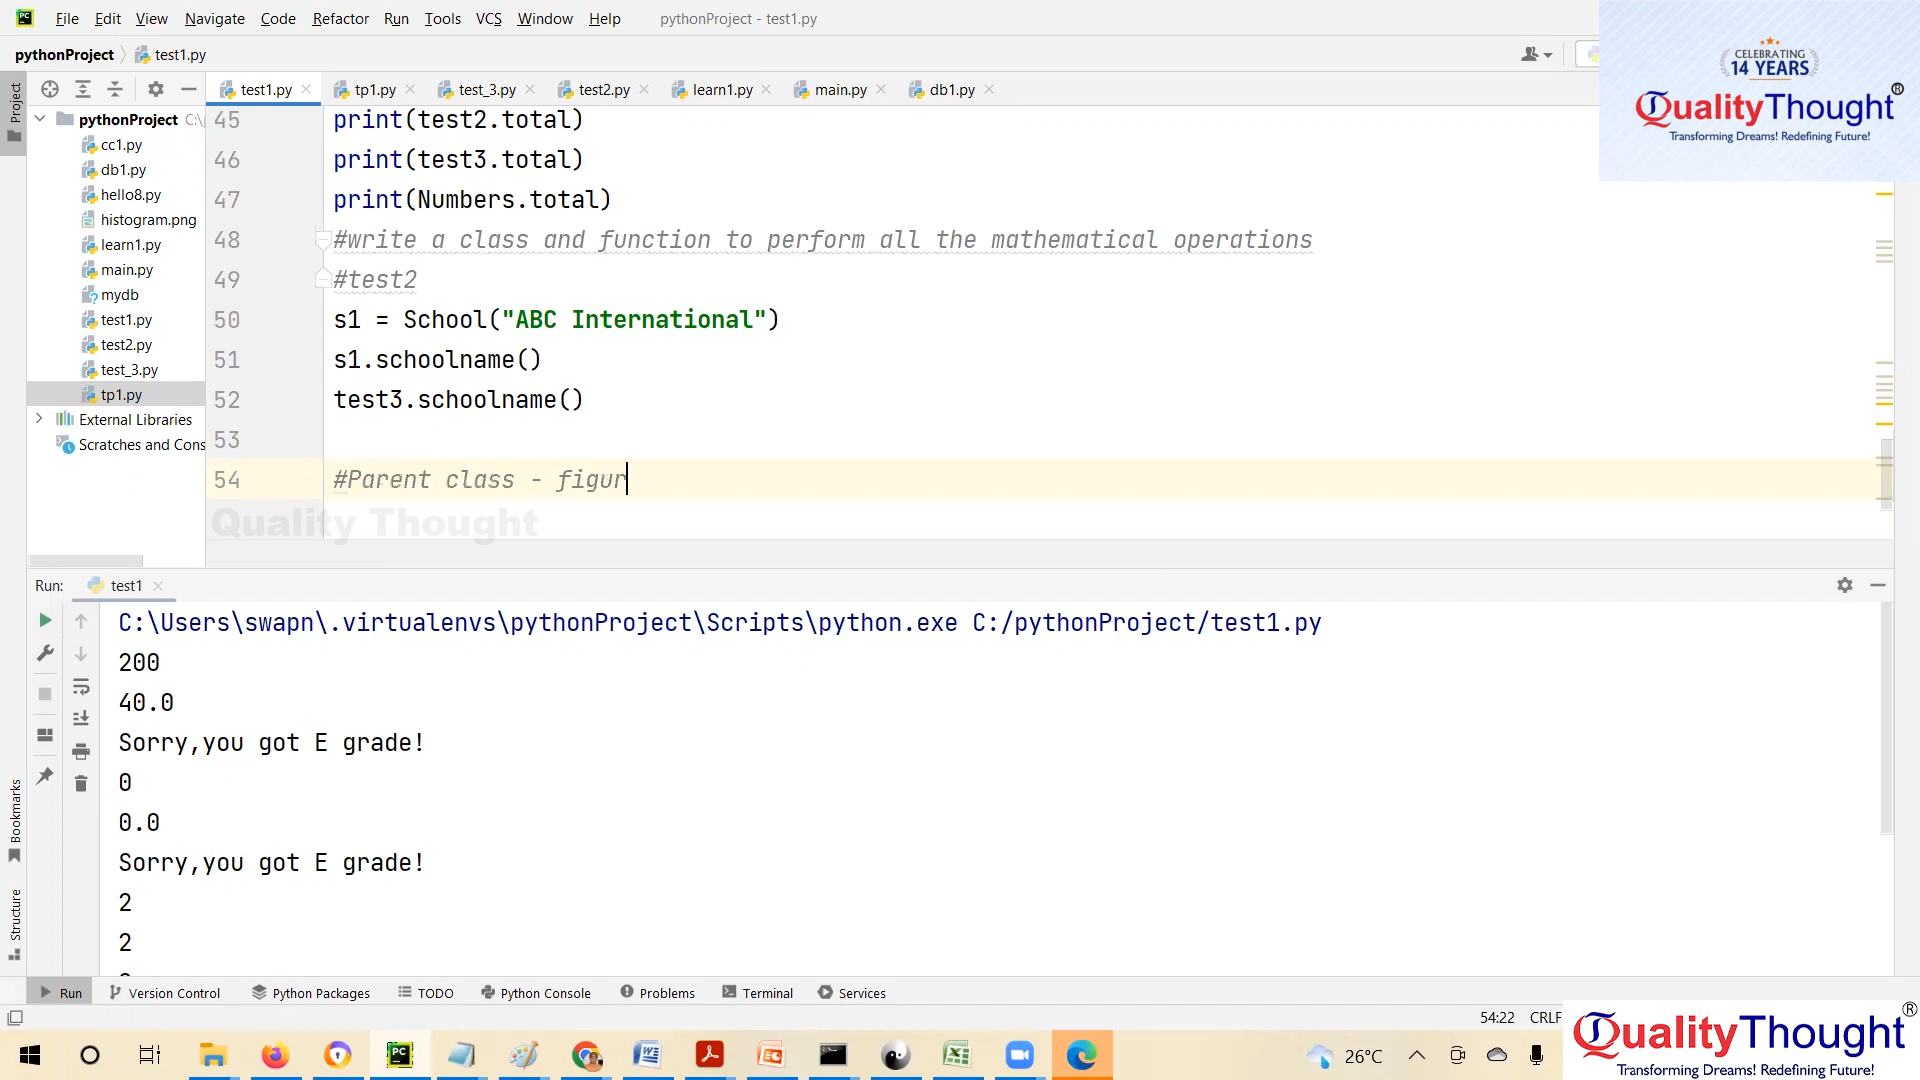 File Edit View Navigate Code Refactor Run Tools VCS Window Help pythonProject - test1.py
pythonProject test1.py
CELEBRATING
14 YEARS
QualityThought®
Transforming Dreams! Redefining Future!
Project
test1.py tp1.py test_3.py test2.py learn1.py main.py db1.py
pythonProject C:\
cc1.py
db1.py
hello8.py
histogram.png
learn1.py
main.py
mydb
test1.py
test2.py
test_3.py
tp1.py
External Libraries
Scratches and Cons
45 print(test2.total)
46 print(test3.total)
47 print(Numbers.total)
48 #write a class and function to perform all the mathematical operations
49 #test2
50 s1 = School("ABC International")
51 s1.schoolname()
52 test3.schoolname()
53
54 #Parent class - figur
Quality Thought
Run: test1
C:\Users\swapn\.virtualenvs\pythonProject\Scripts\python.exe C:/pythonProject/test1.py
200
40.0
Sorry,you got E grade!
0
0.0
Sorry,you got E grade!
2
2
Bookmarks
Structure
Run Version Control Python Packages TODO Python Console Problems Terminal Services
54:22 CRLF
26°C
QualityThought®
Transforming Dreams! Redefining Future!